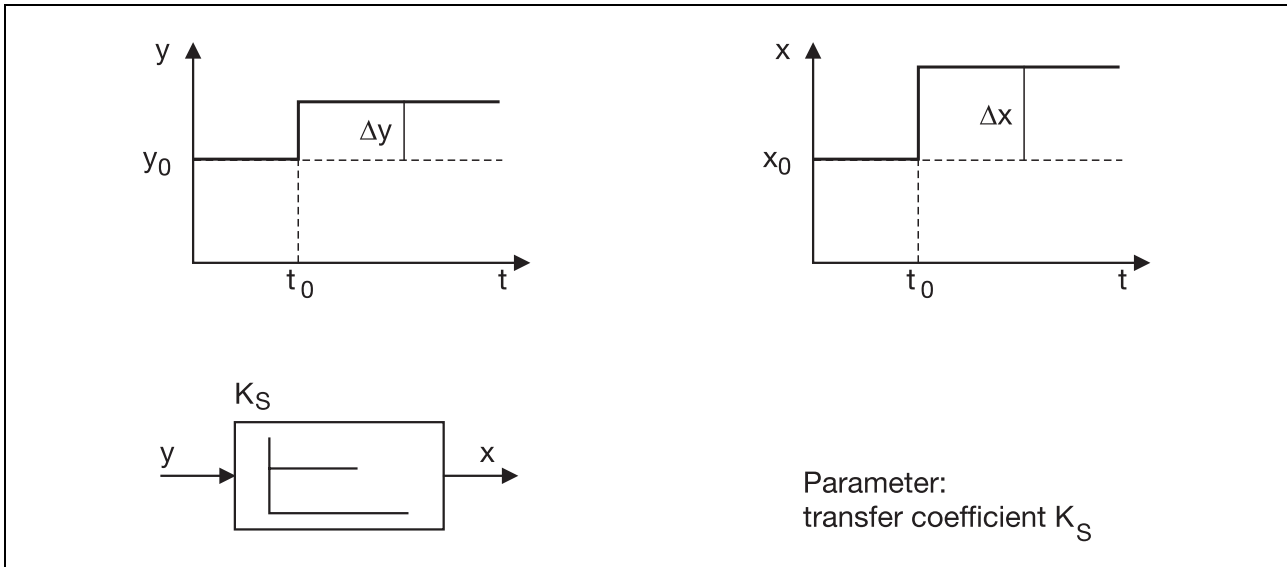 y
Δy
y0
t0
t
x
Δx
x0
t0
t
KS
y
x
Parameter:
transfer coefficient KS